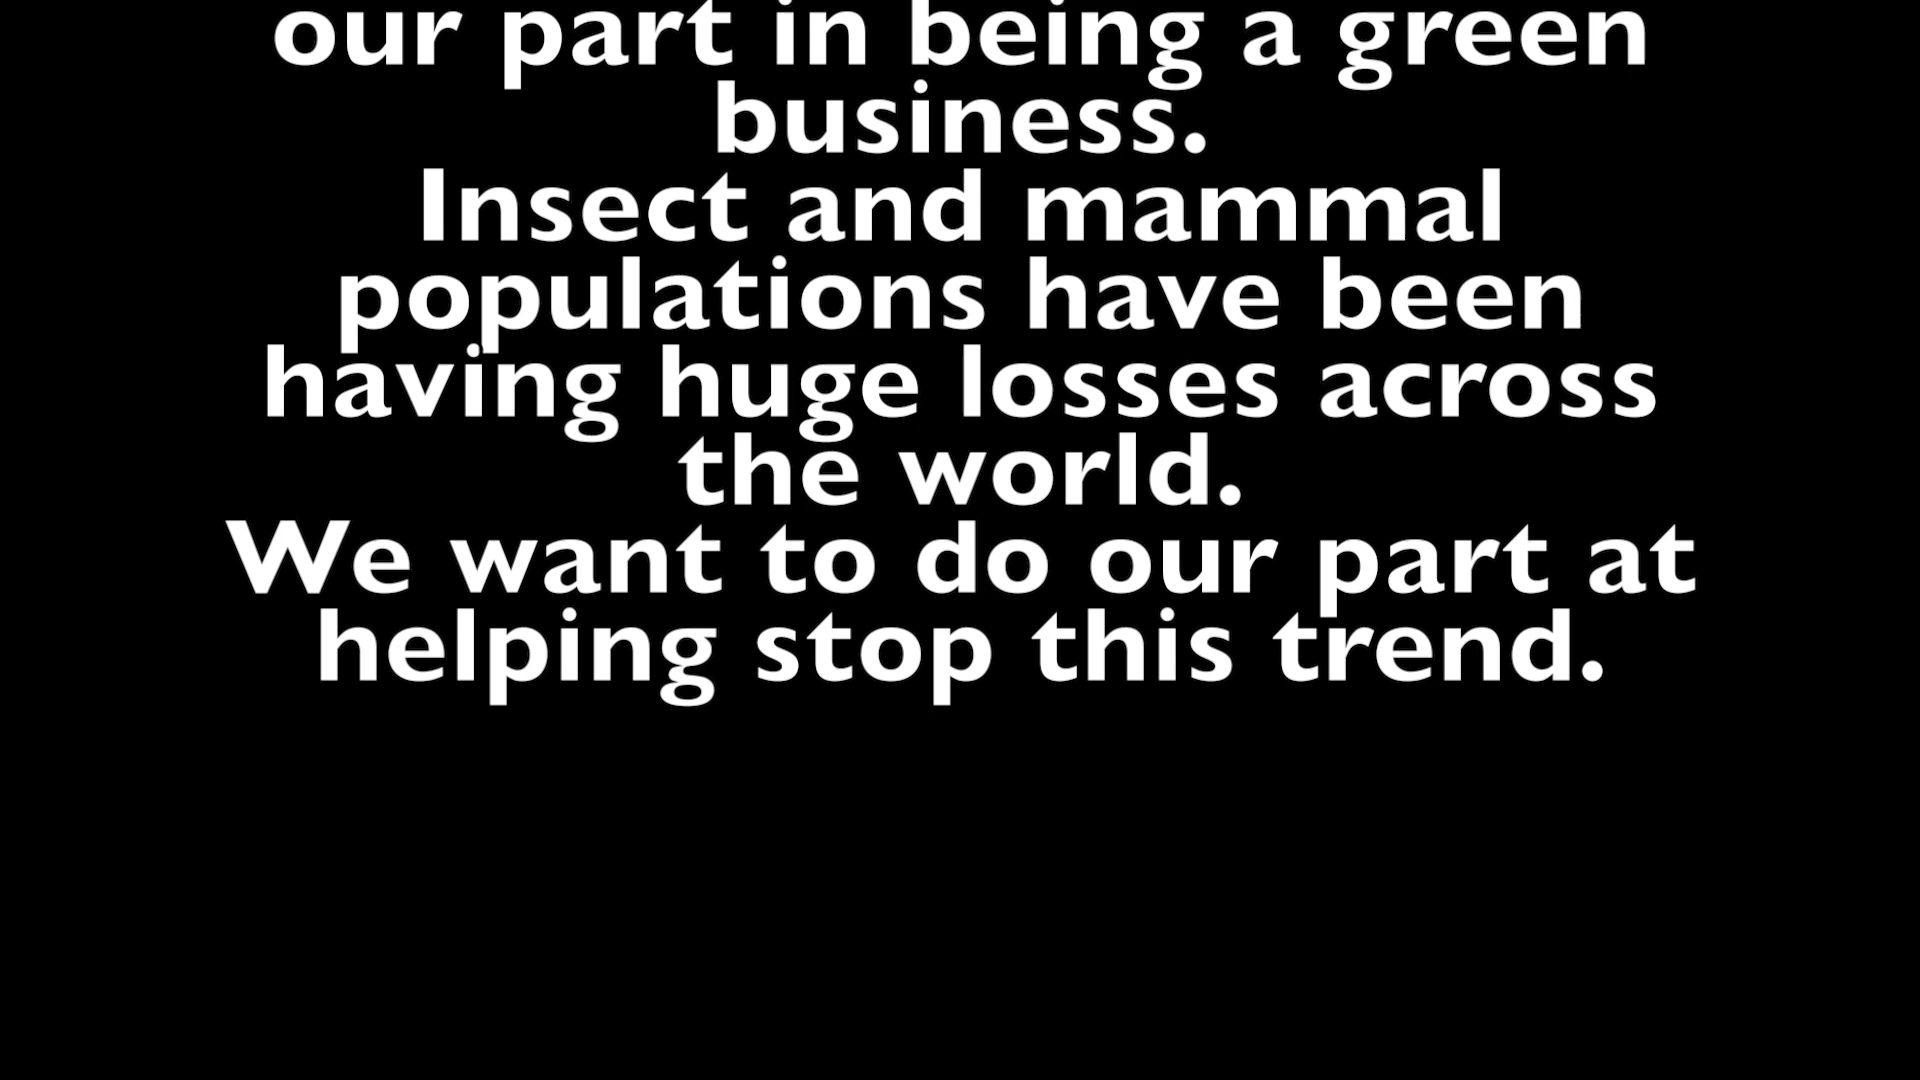 our part in being a green
business.
Insect and mammal
populations have been
having huge losses across
the world.
We want to do our part at
helping stop this trend.